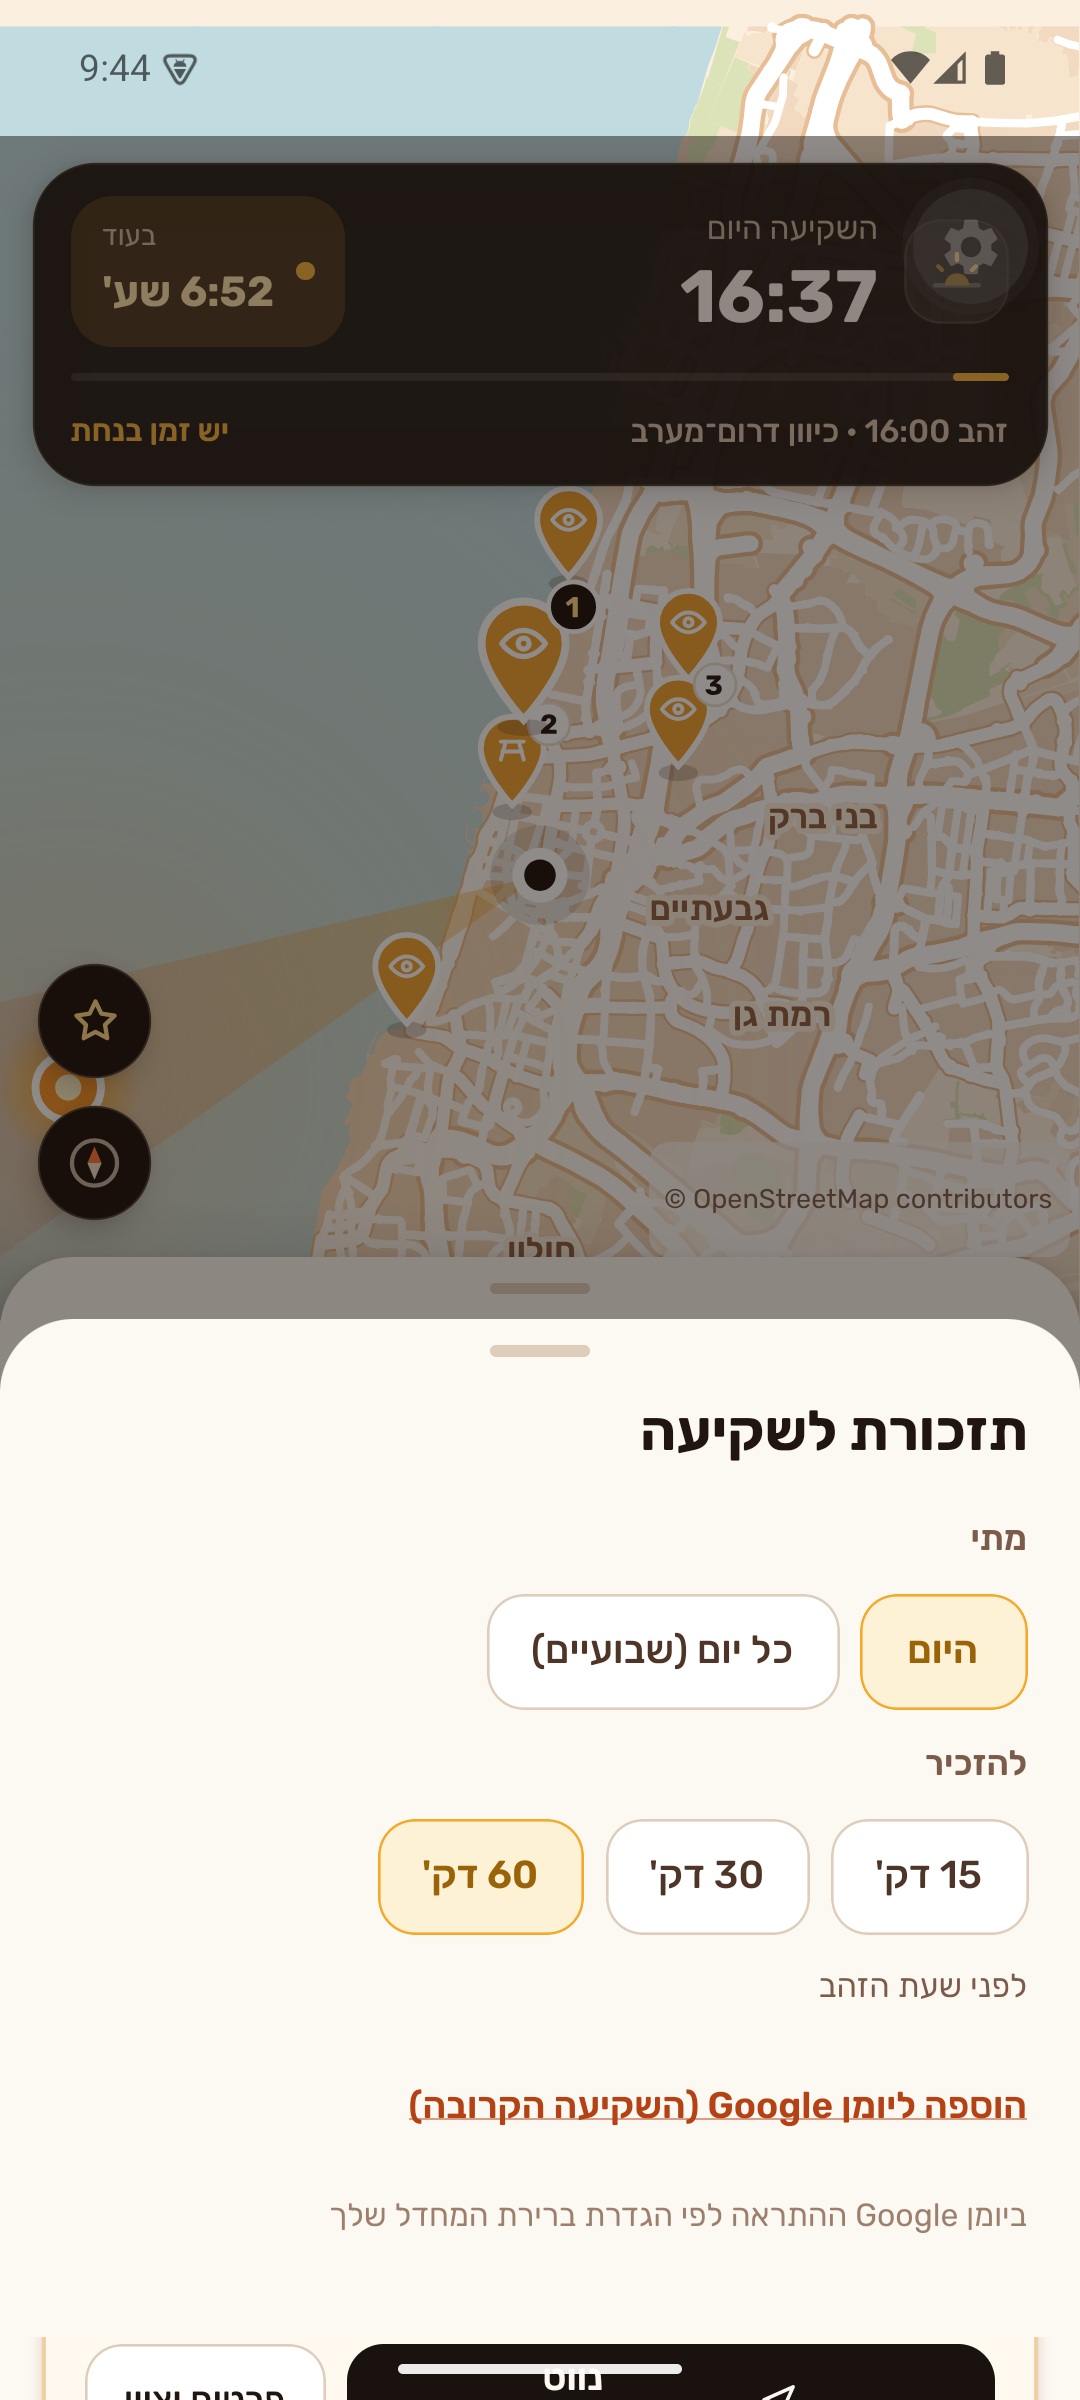 9:44
השקיעה היום
16:37
בעוד
6:52 שע'
זהב 16:00 • כיוון דרום־מערב
יש זמן בנחת
1
3
2
בני ברק
גבעתיים
רמת גן
© OpenStreetMap contributors
חולון
תזכורת לשקיעה
מתי
היום
כל יום (שבועיים)
להזכיר
15 דק'
30 דק'
60 דק'
לפני שעת הזהב
הוספה ליומן Google (השקיעה הקרובה)
ביומן Google ההתראה לפי הגדרת ברירת המחדל שלך
נווט